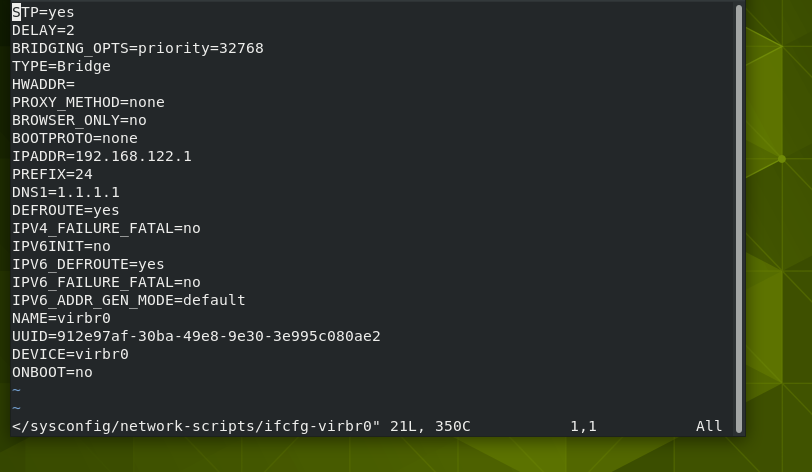 STP=yes
DELAY=2
BRIDGING_OPTS=priority=32768
TYPE=Bridge
HWADDR=
PROXY_METHOD=none
BROWSER_ONLY=no
BOOTPROTO=none
IPADDR=192.168.122.1
PREFIX=24
DNS1=1.1.1.1
DEFROUTE=yes
IPV4_FAILURE_FATAL=no
IPV6INIT=no
IPV6_DEFROUTE=yes
IPV6_FAILURE_FATAL=no
IPV6_ADDR_GEN_MODE=default
NAME=virbr0
UUID=912e97af-30ba-49e8-9e30-3e995c080ae2
DEVICE=virbr0
ONBOOT=no
~
~
</sysconfig/network-scripts/ifcfg-virbr0" 21L, 350C 1,1 All